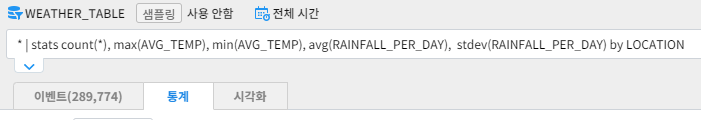 WEATHER_TABLE 샘플링 사용 안함 전체 시간
* | stats count(*), max(AVG_TEMP), min(AVG_TEMP), avg(RAINFALL_PER_DAY),  stdev(RAINFALL_PER_DAY) by LOCATION
이벤트(289,774) 통계 시각화